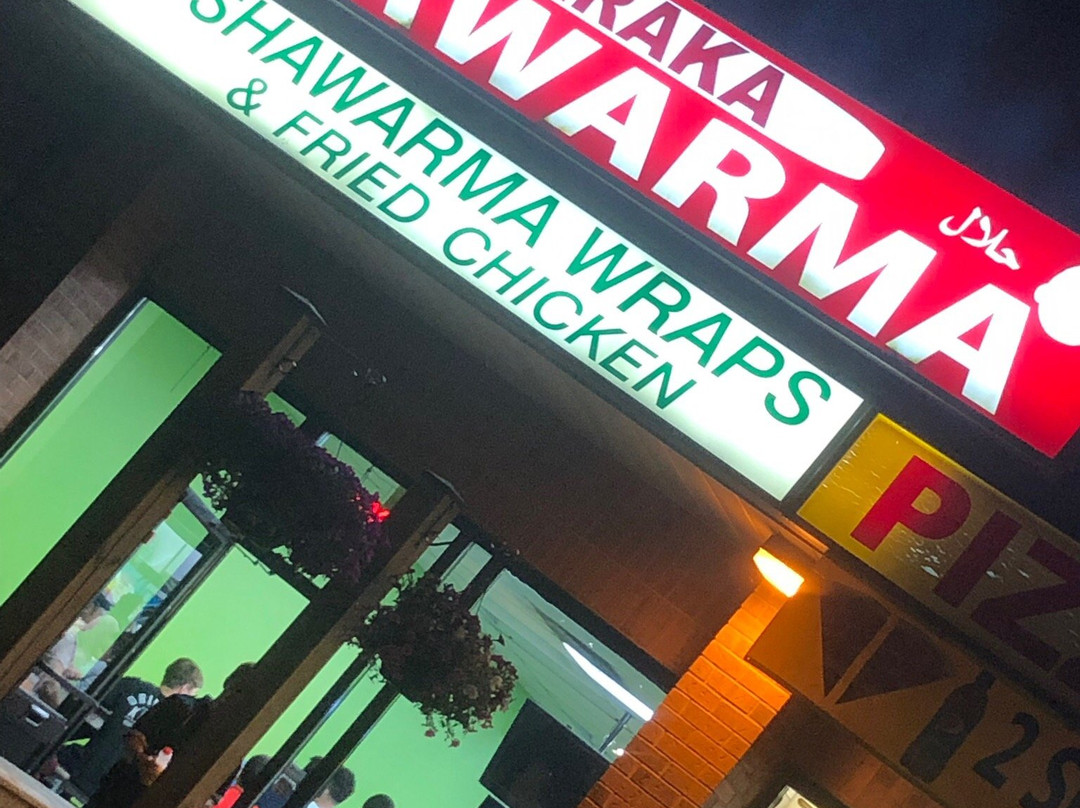 RAKA
WARMA
حلال
SHAWARMA WRAPS
& FRIED CHICKEN
PIZ
2 S